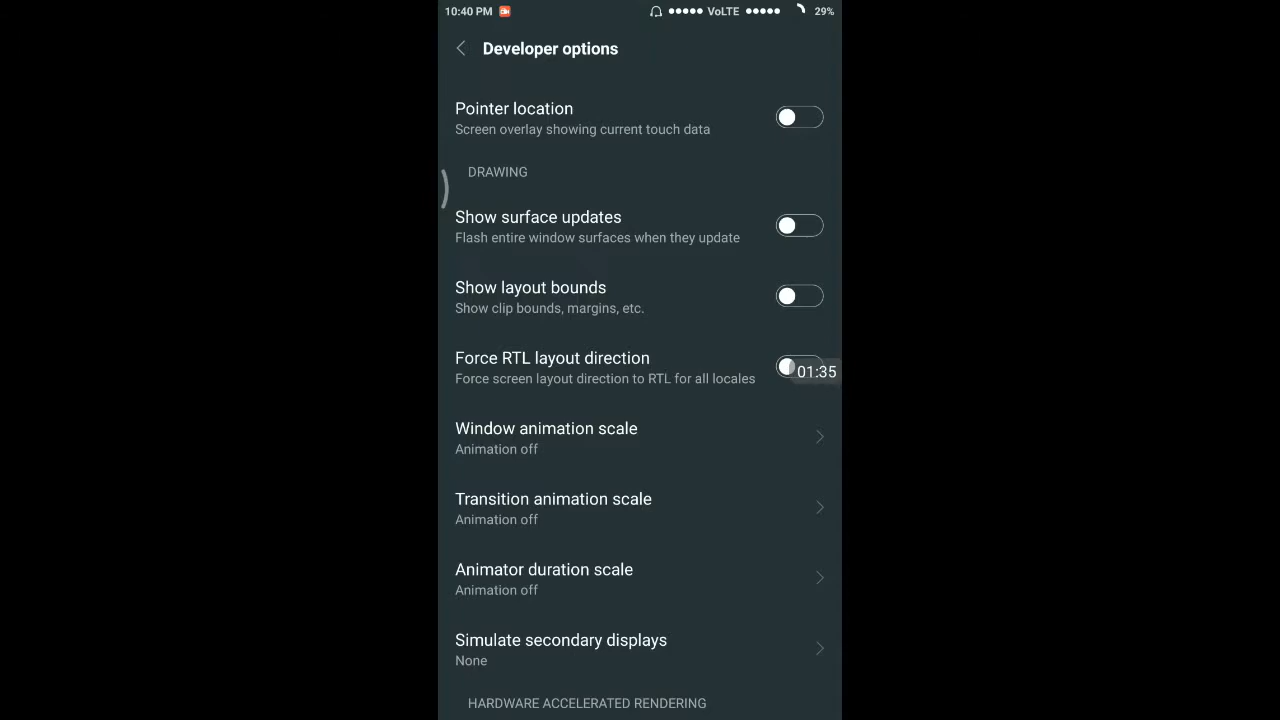 10:40 PM VoLTE 29%
Developer options
Pointer location
Screen overlay showing current touch data
DRAWING
Show surface updates
Flash entire window surfaces when they update
Show layout bounds
Show clip bounds, margins, etc.
Force RTL layout direction
Force screen layout direction to RTL for all locales
01:35
Window animation scale
Animation off
Transition animation scale
Animation off
Animator duration scale
Animation off
Simulate secondary displays
None
HARDWARE ACCELERATED RENDERING